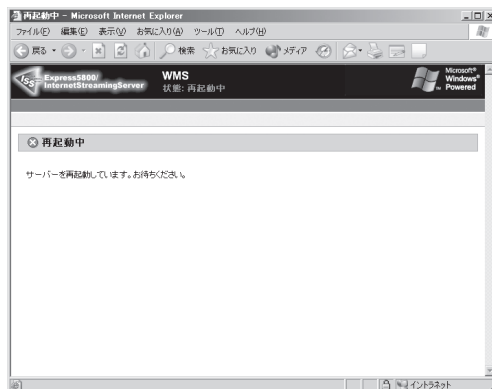 再起動中 - Microsoft Internet Explorer
ファイル(F) 編集(E) 表示(V) お気に入り(A) ツール(T) ヘルプ(H)
戻る 検索 お気に入り メディア
Express5800/
InternetStreamingServer
ISS
WMS
状態: 再起動中
Microsoft®
Windows®
Powered
TM
再起動中
サーバーを再起動しています。お待ちください。
イントラネット